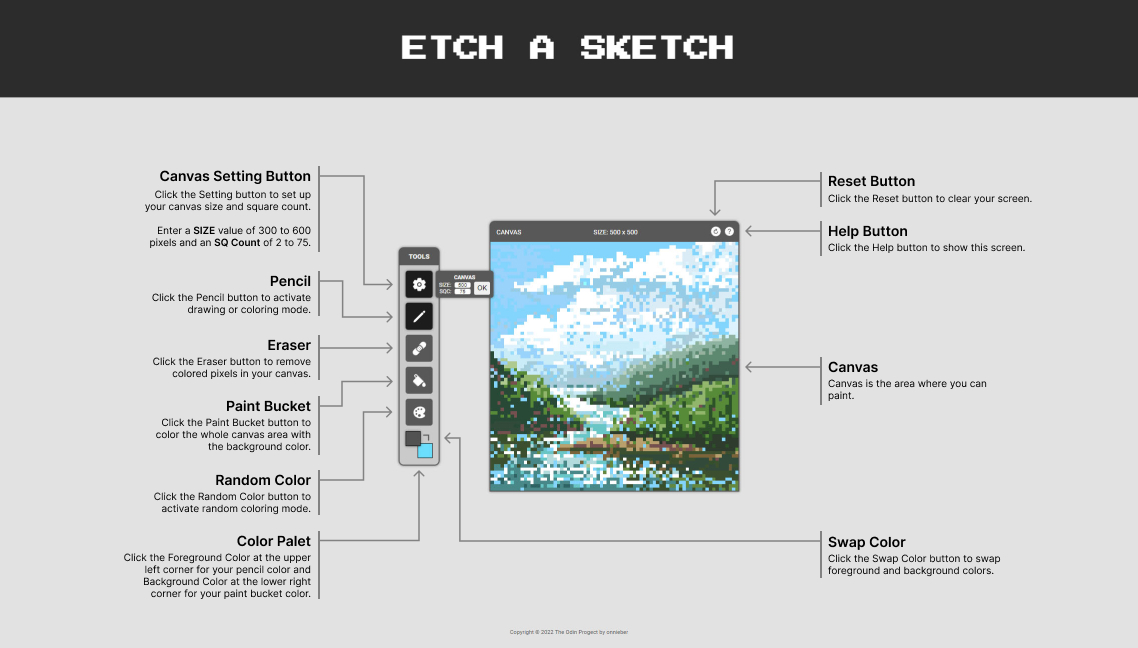 ETCH A SKETCH
Canvas Setting Button
Click the Setting button to set up
your canvas size and square count.
Enter a SIZE value of 300 to 600
pixels and an SQ Count of 2 to 75.
Pencil
Click the Pencil button to activate
drawing or coloring mode.
Eraser
Click the Eraser button to remove
colored pixels in your canvas.
Paint Bucket
Click the Paint Bucket button to
color the whole canvas area with
the background color.
Random Color
Click the Random Color button to
activate random coloring mode.
Color Palet
Click the Foreground Color at the upper
left corner for your pencil color and
Background Color at the lower right
corner for your paint bucket color.
TOOLS
CANVAS
SIZE:
SQC:
OK
CANVAS
SIZE: 500 x 500
?
Reset Button
Click the Reset button to clear your screen.
Help Button
Click the Help button to show this screen.
Canvas
Canvas is the area where you can
paint.
Swap Color
Click the Swap Color button to swap
foreground and background colors.
Copyright © 2022 The Odin Progect by